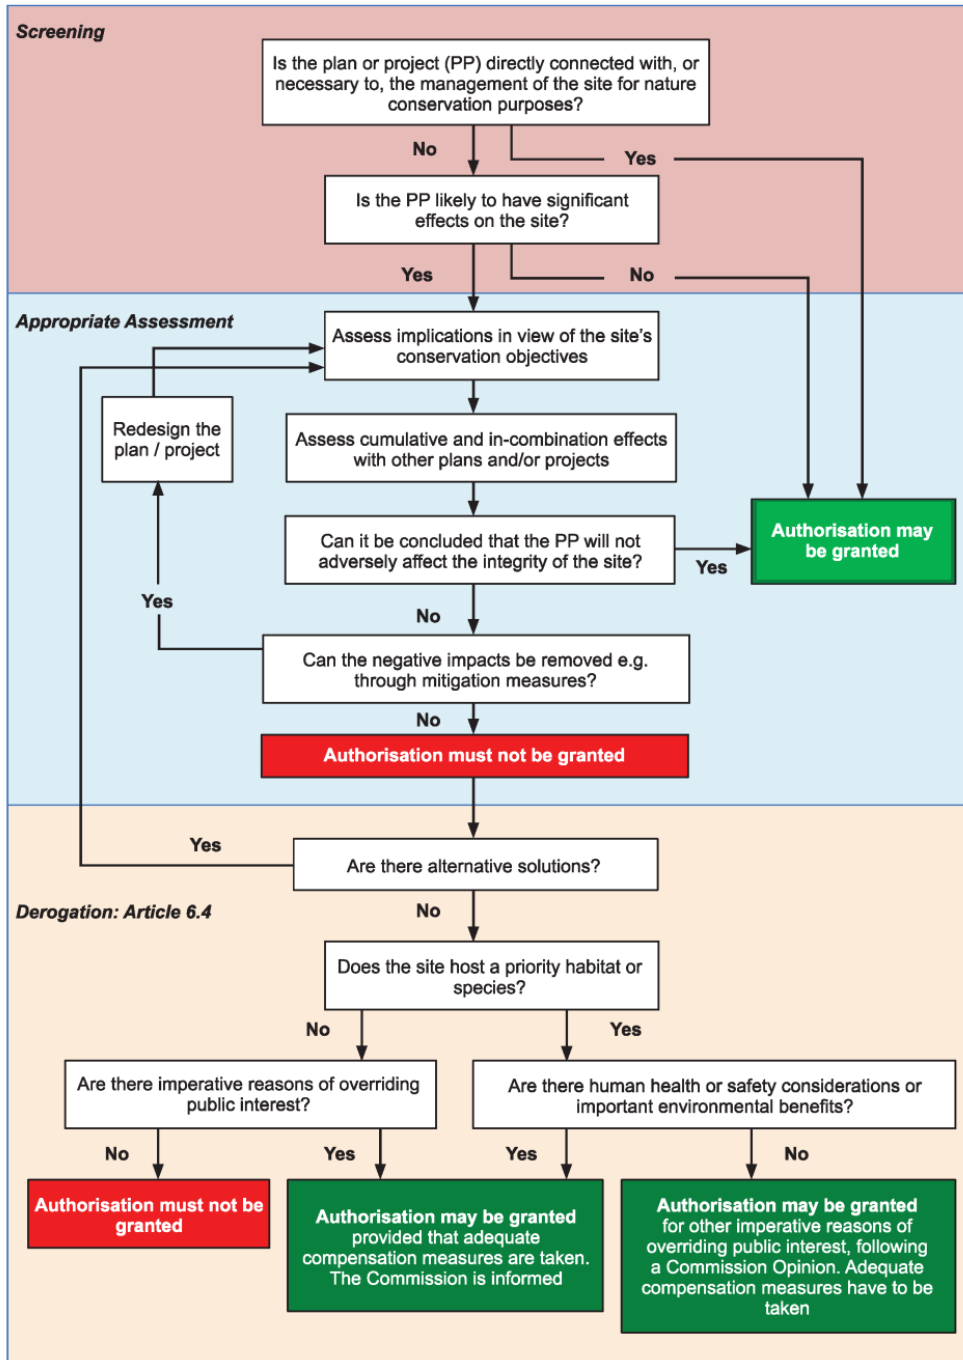 Screening
Is the plan or project (PP) directly connected with, or
necessary to, the management of the site for nature
conservation purposes?
No
Yes
Is the PP likely to have significant
effects on the site?
Yes
No
Appropriate Assessment
Assess implications in view of the site's
conservation objectives
Redesign the
plan / project
Assess cumulative and in-combination effects
with other plans and/or projects
Can it be concluded that the PP will not
adversely affect the integrity of the site?
Yes
Authorisation may
be granted
Yes
No
Can the negative impacts be removed e.g.
through mitigation measures?
No
Authorisation must not be granted
Yes
Are there alternative solutions?
Derogation: Article 6.4
No
Does the site host a priority habitat or
species?
No
Yes
Are there imperative reasons of overriding
public interest?
Are there human health or safety considerations or
important environmental benefits?
No
Yes
Yes
No
Authorisation must not be
granted
Authorisation may be granted
provided that adequate
compensation measures are taken.
The Commission is informed
Authorisation may be granted
for other imperative reasons of
overriding public interest, following
a Commission Opinion. Adequate
compensation measures have to be
taken